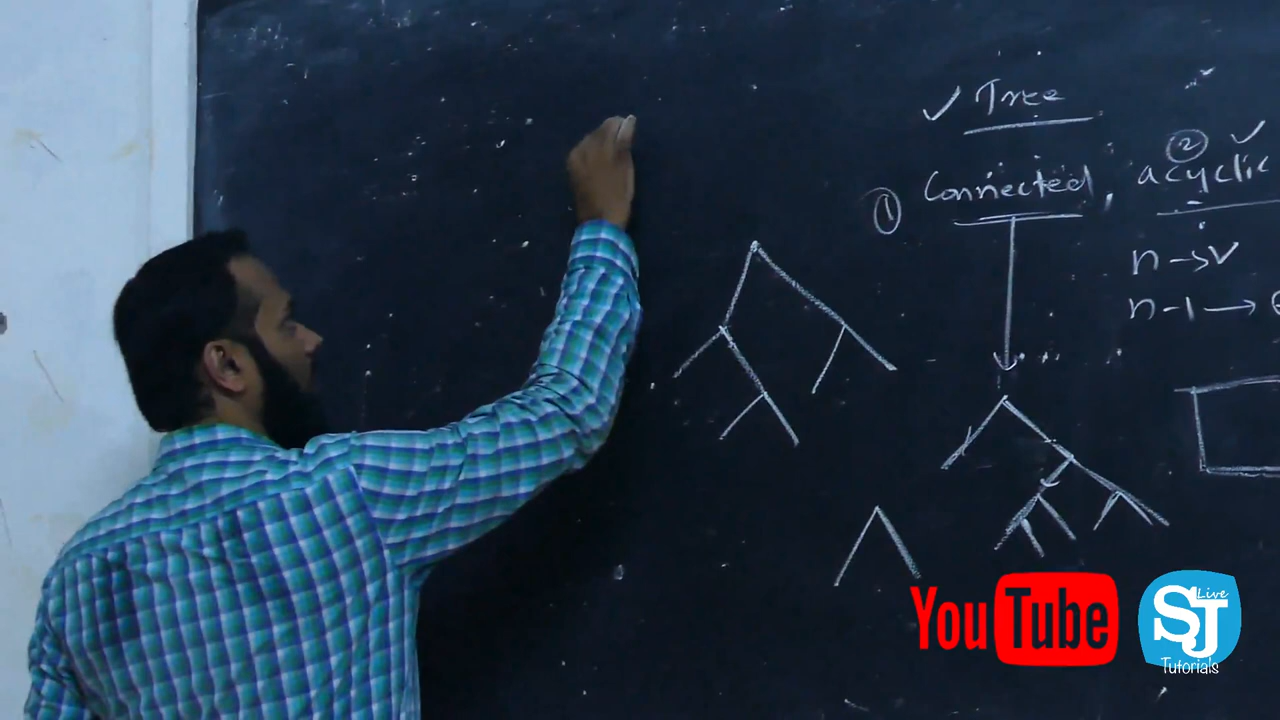 ✓ Tree
② ✓
① Connected, acyclic
n → v
n-1 →
YouTube
Live
SJ
Tutorials